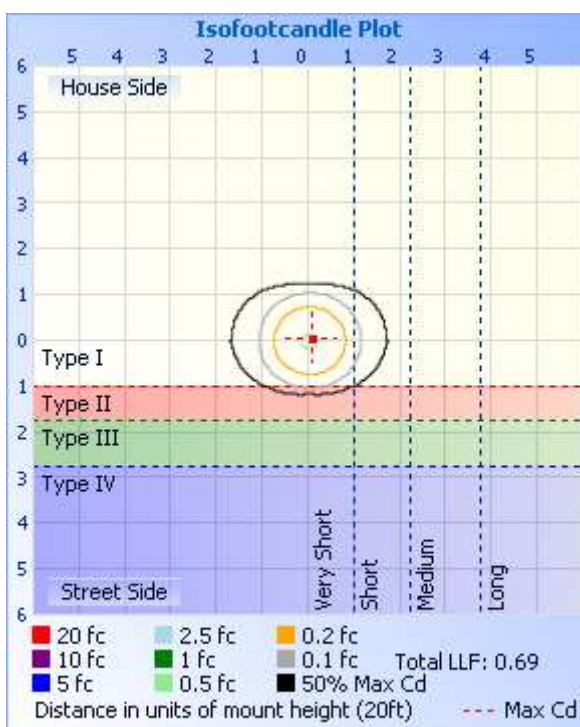 Isofootcandle Plot
5 4 3 2 1 0 1 2 3 4 5
6
House Side
5
4
3
2
1
0
Type I
1
Type II
2
Type III
3
Type IV
4
5
Street Side
6
Very Short
Short
Medium
Long
20 fc 2.5 fc 0.2 fc
10 fc 1 fc 0.1 fc Total LLF: 0.69
5 fc 0.5 fc 50% Max Cd
Distance in units of mount height (20ft) --- Max Cd